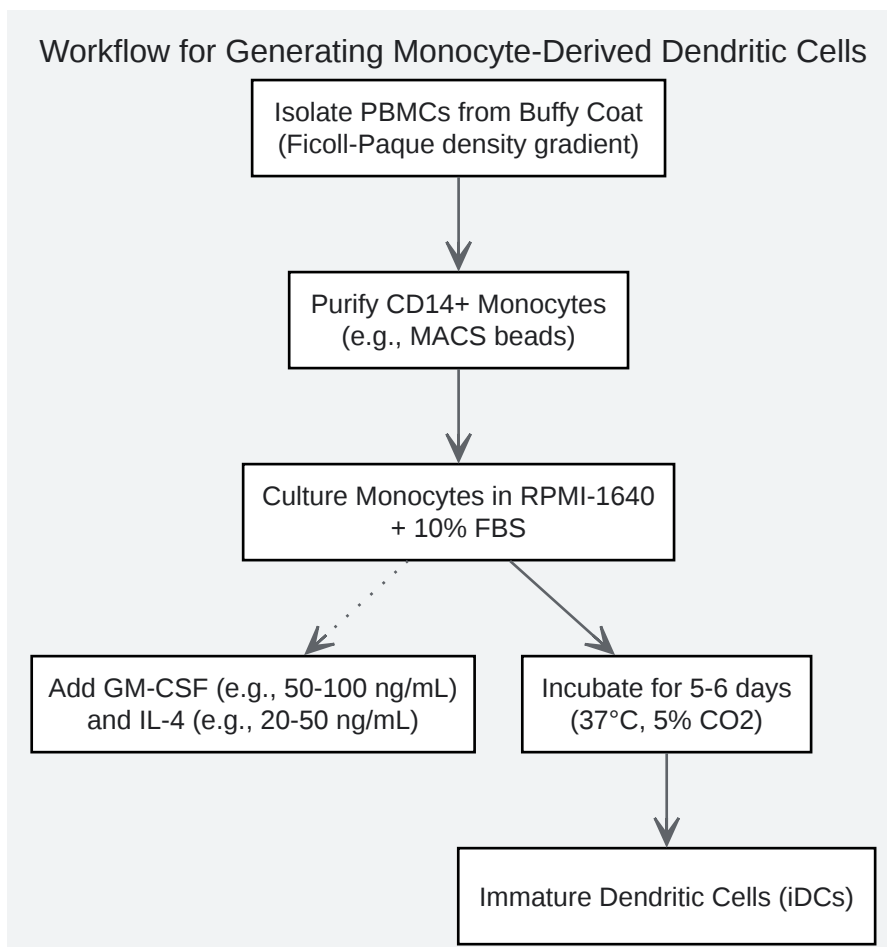 Workflow for Generating Monocyte-Derived Dendritic Cells
Isolate PBMCs from Buffy Coat
(Ficoll-Paque density gradient)
Purify CD14+ Monocytes
(e.g., MACS beads)
Culture Monocytes in RPMI-1640
+ 10% FBS
Add GM-CSF (e.g., 50-100 ng/mL)
and IL-4 (e.g., 20-50 ng/mL)
Incubate for 5-6 days
(37°C, 5% CO2)
Immature Dendritic Cells (iDCs)